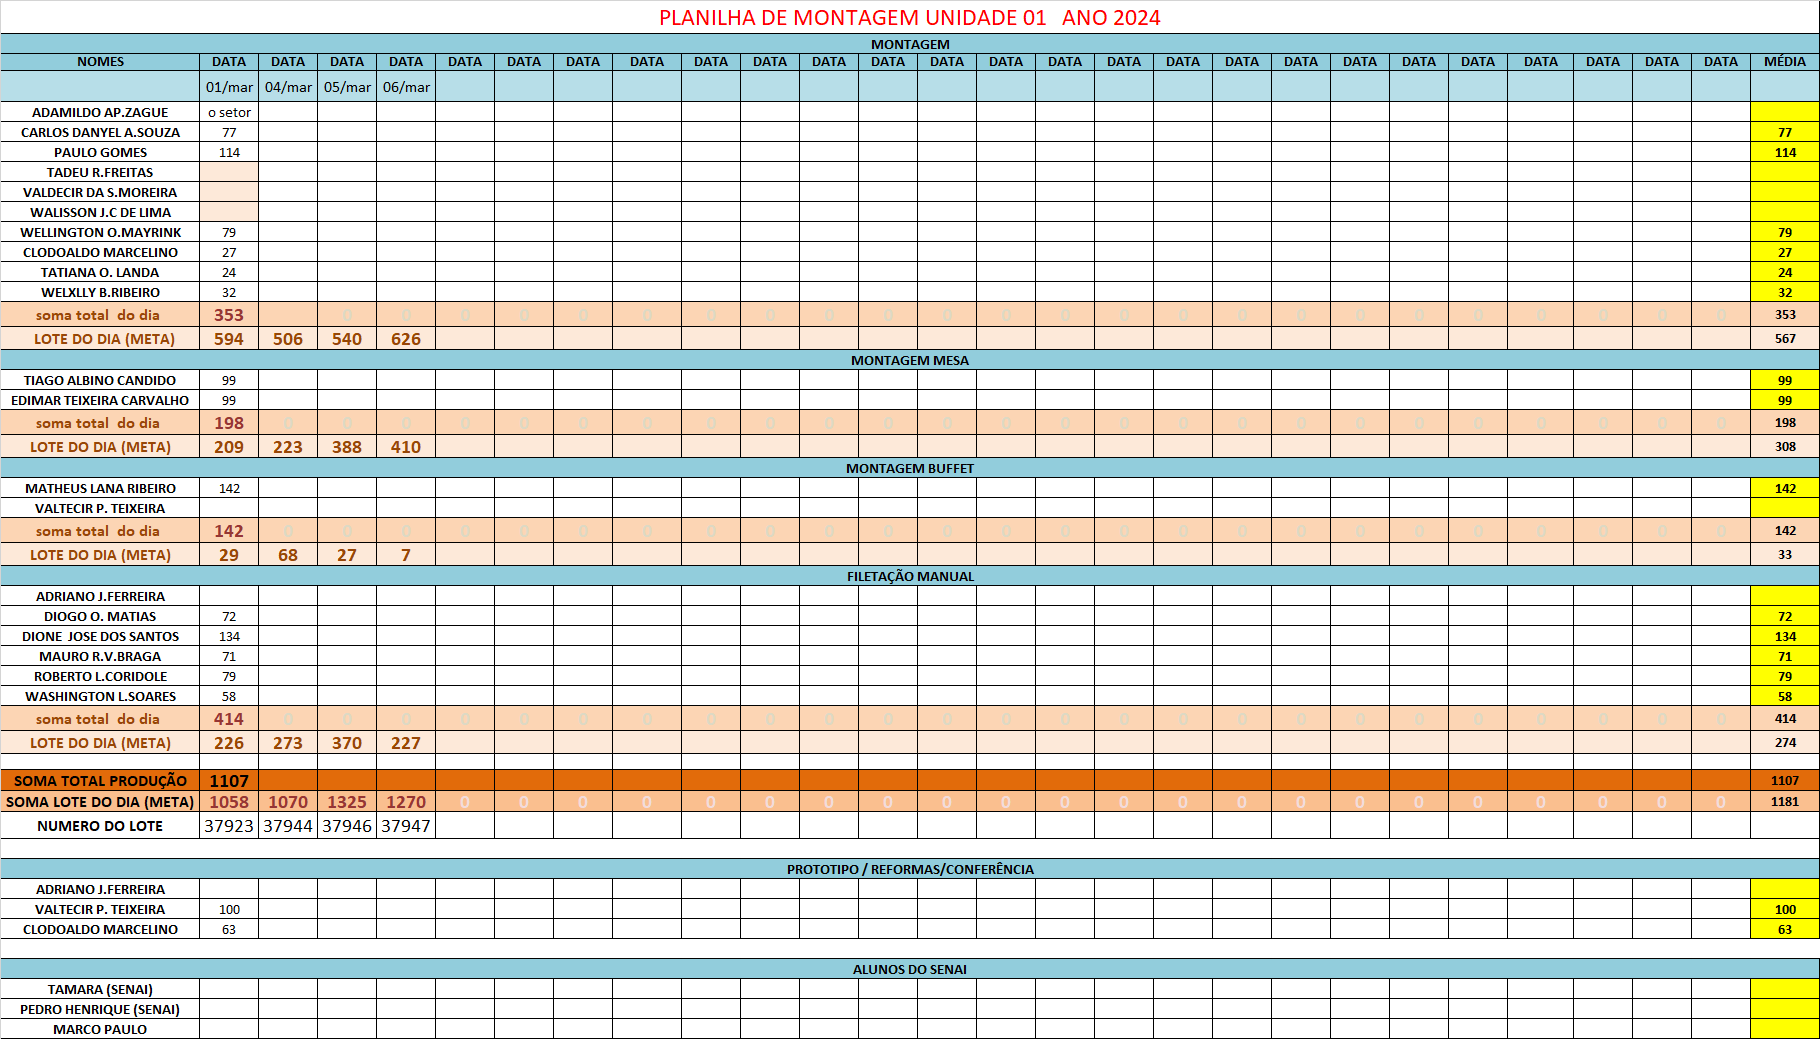 PLANILHA DE MONTAGEM UNIDADE 01 ANO 2024
MONTAGEM
NOMES DATA DATA DATA DATA DATA DATA DATA DATA DATA DATA DATA DATA DATA DATA DATA DATA DATA DATA DATA DATA DATA DATA DATA DATA DATA DATA MÉDIA
01/mar 04/mar 05/mar 06/mar
ADAMILDO AP.ZAGUE o setor
CARLOS DANYEL A.SOUZA 77 77
PAULO GOMES 114 114
TADEU R.FREITAS
VALDECIR DA S.MOREIRA
WALISSON J.C DE LIMA
WELLINGTON O.MAYRINK 79 79
CLODOALDO MARCELINO 27 27
TATIANA O. LANDA 24 24
WELXLLY B.RIBEIRO 32 32
soma total do dia 353 0 0 0 0 0 0 0 0 0 0 0 0 0 0 0 0 0 0 0 0 0 0 0 0 353
LOTE DO DIA (META) 594 506 540 626 567
MONTAGEM MESA
TIAGO ALBINO CANDIDO 99 99
EDIMAR TEIXEIRA CARVALHO 99 99
soma total do dia 198 0 0 0 0 0 0 0 0 0 0 0 0 0 0 0 0 0 0 0 0 0 0 0 0 0 198
LOTE DO DIA (META) 209 223 388 410 308
MONTAGEM BUFFET
MATHEUS LANA RIBEIRO 142 142
VALTECIR P. TEIXEIRA
soma total do dia 142 0 0 0 0 0 0 0 0 0 0 0 0 0 0 0 0 0 0 0 0 0 0 0 0 0 142
LOTE DO DIA (META) 29 68 27 7 33
FILETAÇÃO MANUAL
ADRIANO J.FERREIRA
DIOGO O. MATIAS 72 72
DIONE JOSE DOS SANTOS 134 134
MAURO R.V.BRAGA 71 71
ROBERTO L.CORIDOLE 79 79
WASHINGTON L.SOARES 58 58
soma total do dia 414 0 0 0 0 0 0 0 0 0 0 0 0 0 0 0 0 0 0 0 0 0 0 0 0 0 414
LOTE DO DIA (META) 226 273 370 227 274
SOMA TOTAL PRODUÇÃO 1107 1107
SOMA LOTE DO DIA (META) 1058 1070 1325 1270 0 0 0 0 0 0 0 0 0 0 0 0 0 0 0 0 0 0 0 0 0 0 1181
NUMERO DO LOTE 37923 37944 37946 37947
PROTOTIPO / REFORMAS/CONFERÊNCIA
ADRIANO J.FERREIRA
VALTECIR P. TEIXEIRA 100 100
CLODOALDO MARCELINO 63 63
ALUNOS DO SENAI
TAMARA (SENAI)
PEDRO HENRIQUE (SENAI)
MARCO PAULO